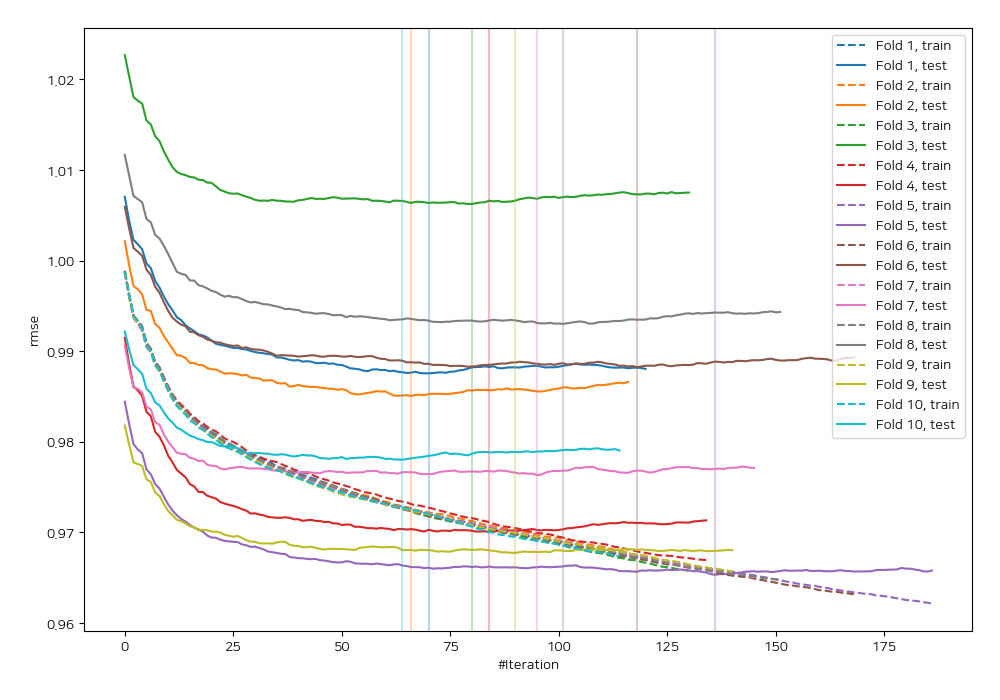 1,02
1,01
1,00
0,99
0,98
0,97
0,96
rmse
0
25
50
75
100
125
150
175
#Iteration
Fold 1, train
Fold 1, test
Fold 2, train
Fold 2, test
Fold 3, train
Fold 3, test
Fold 4, train
Fold 4, test
Fold 5, train
Fold 5, test
Fold 6, train
Fold 6, test
Fold 7, train
Fold 7, test
Fold 8, train
Fold 8, test
Fold 9, train
Fold 9, test
Fold 10, train
Fold 10, test